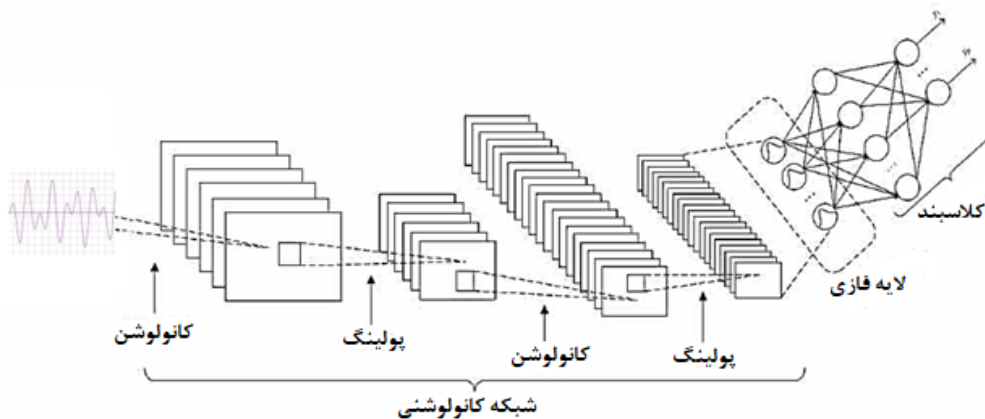 کلاسبند
لایه فازی
کانولوشن
پولینگ
کانولوشن
پولینگ
شبکه کانولوشنی